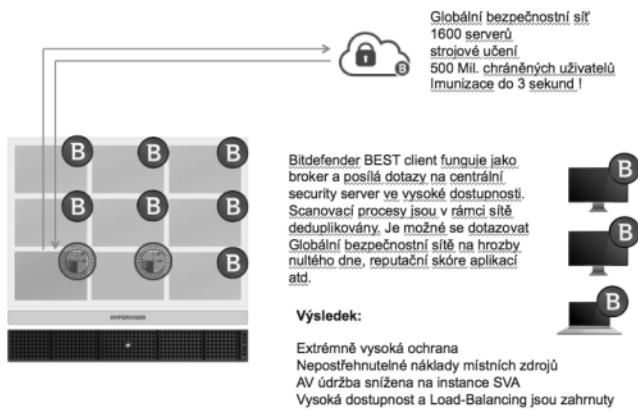 Globální bezpečnostní síť
1600 serverů
strojové učení
500 Mil. chráněných uživatelů
Imunizace do 3 sekund !
B
B B B
B B B
B
Bitdefender BEST client funguje jako
broker a posílá dotazy na centrální
security server ve vysoké dostupnosti.
Scanovací procesy jsou v rámci sítě
deduplikovány. Je možné se dotazovat
Globální bezpečnostní sítě na hrozby
nultého dne, reputační skóre aplikací
atd.
B
B
B
HYPERVISOR
Výsledek:
Extrémně vysoká ochrana
Nepostřehnutelné náklady místních zdrojů
AV údržba snížena na instance SVA
Vysoká dostupnost a Load-Balancing jsou zahrnuty